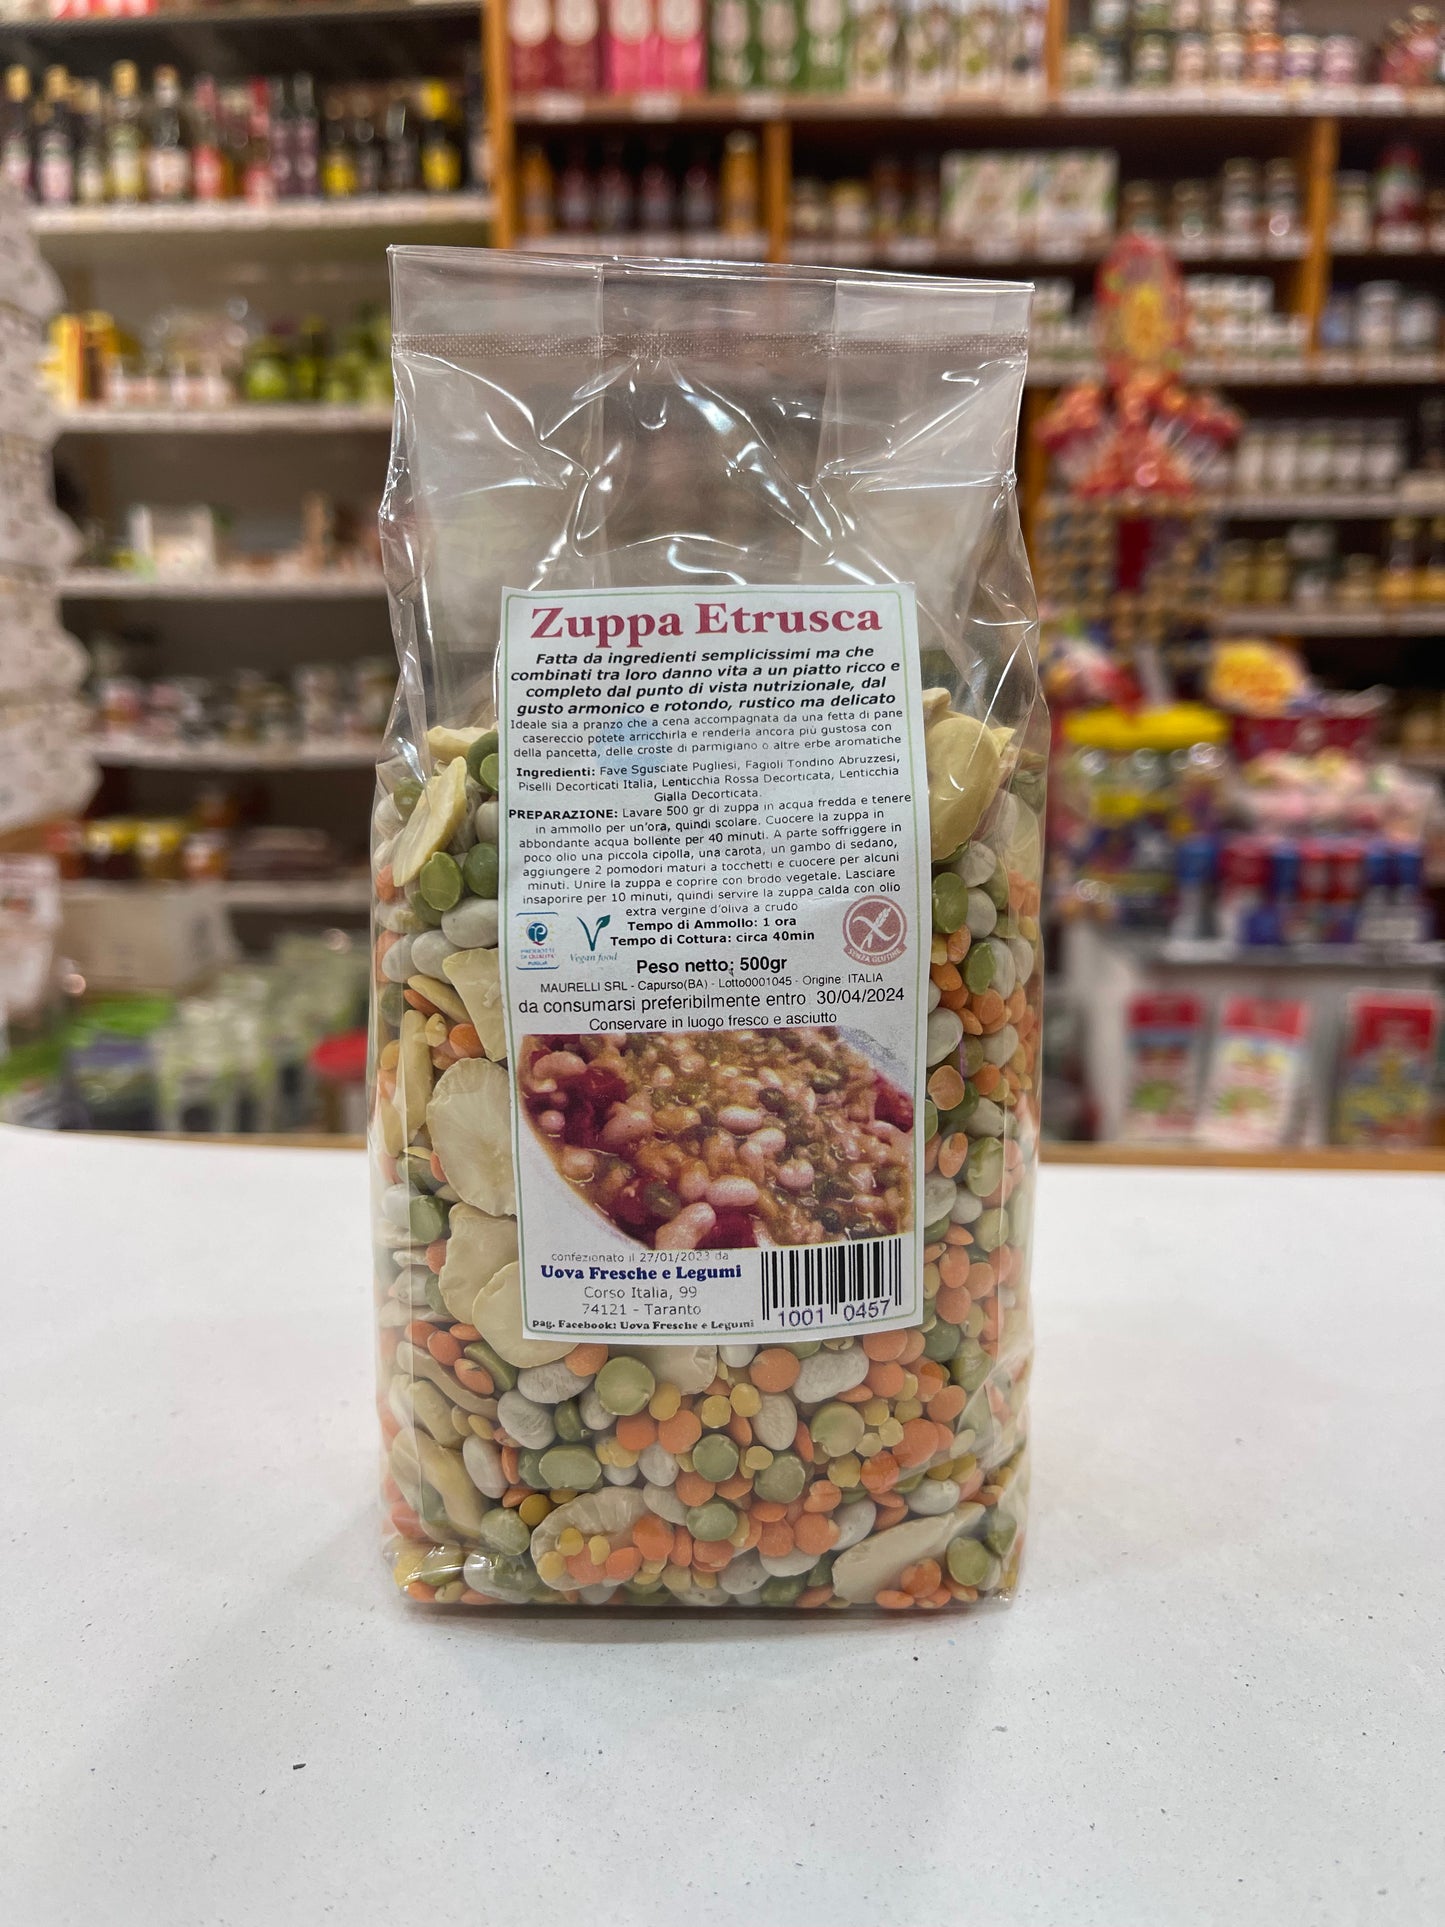 Zuppa Etrusca
Fatta da ingredienti semplicissimi ma che
combinati tra loro danno vita a un piatto ricco e
completo dal punto di vista nutrizionale, dal
gusto armonico e rotondo, rustico ma delicato
Ideale sia a pranzo che a cena accompagnata da una fetta di pane
casereccio potete arricchirla e renderla ancora più gustosa con
della pancetta, delle croste di parmigiano o altre erbe aromatiche
Ingredienti: Fave Sgusciate Pugliesi, Fagioli Tondino Abruzzesi,
Piselli Decorticati Italia, Lenticchia Rossa Decorticata, Lenticchia
Gialla Decorticata.
PREPARAZIONE: Lavare 500 gr di zuppa in acqua fredda e tenere
in ammollo per un'ora, quindi scolare. Cuocere la zuppa in
abbondante acqua bollente per 40 minuti. A parte soffriggere in
poco olio una piccola cipolla, una carota, un gambo di sedano,
aggiungere 2 pomodori maturi a tocchetti e cuocere per alcuni
minuti. Unire la zuppa e coprire con brodo vegetale. Lasciare
insaporire per 10 minuti, quindi servire la zuppa calda con olio
extra vergine d'oliva a crudo
Tempo di Ammollo: 1 ora
Tempo di Cottura: circa 40min
PRODOTTI
DI QUALITA'
PUGLIA
Vegan food
SENZA GLUTINE
Peso netto: 500gr
MAURELLI SRL - Capurso(BA) - Lotto0001045 - Origine: ITALIA
da consumarsi preferibilmente entro 30/04/2024
Conservare in luogo fresco e asciutto
confezionato il 27/01/2023 da
Uova Fresche e Legumi
Corso Italia, 99
74121 - Taranto
pag. Facebook: Uova Fresche e Legumi
1001 0457